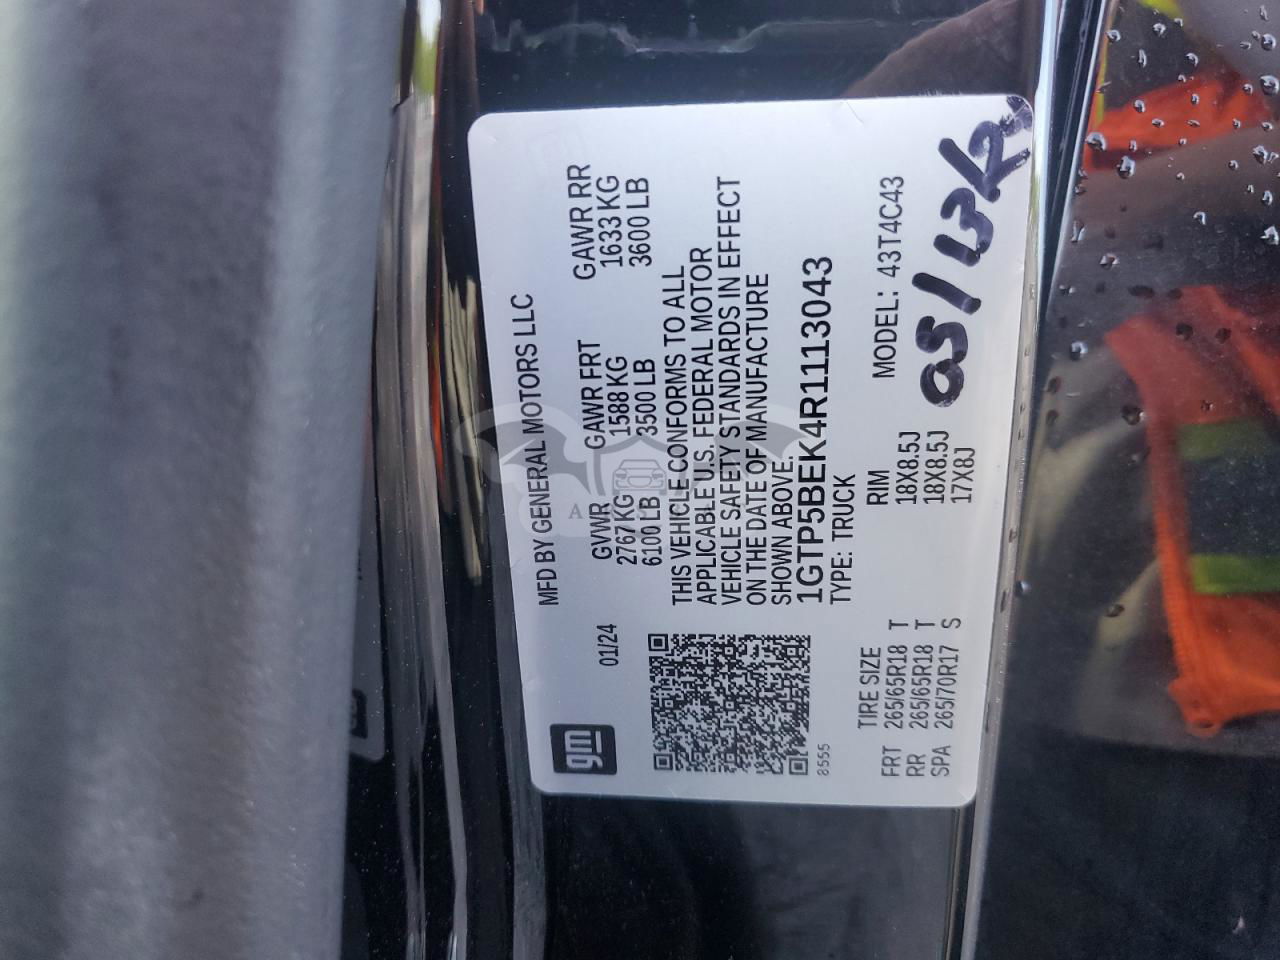 gm
01/24
MFD BY GENERAL MOTORS LLC
GVWR GAWR FRT GAWR RR
2767 KG 1588 KG 1633 KG
6100 LB 3500 LB 3600 LB
THIS VEHICLE CONFORMS TO ALL
APPLICABLE U.S. FEDERAL MOTOR
VEHICLE SAFETY STANDARDS IN EFFECT
ON THE DATE OF MANUFACTURE
SHOWN ABOVE.
1GTP5BEK4R1113043
TYPE: TRUCK
8555
TIRE SIZE RIM MODEL: 43T4C43
FRT 265/65R18 T 18X8.5J
RR 265/65R18 T 18X8.5J
SPA 265/70R17 S 17X8J